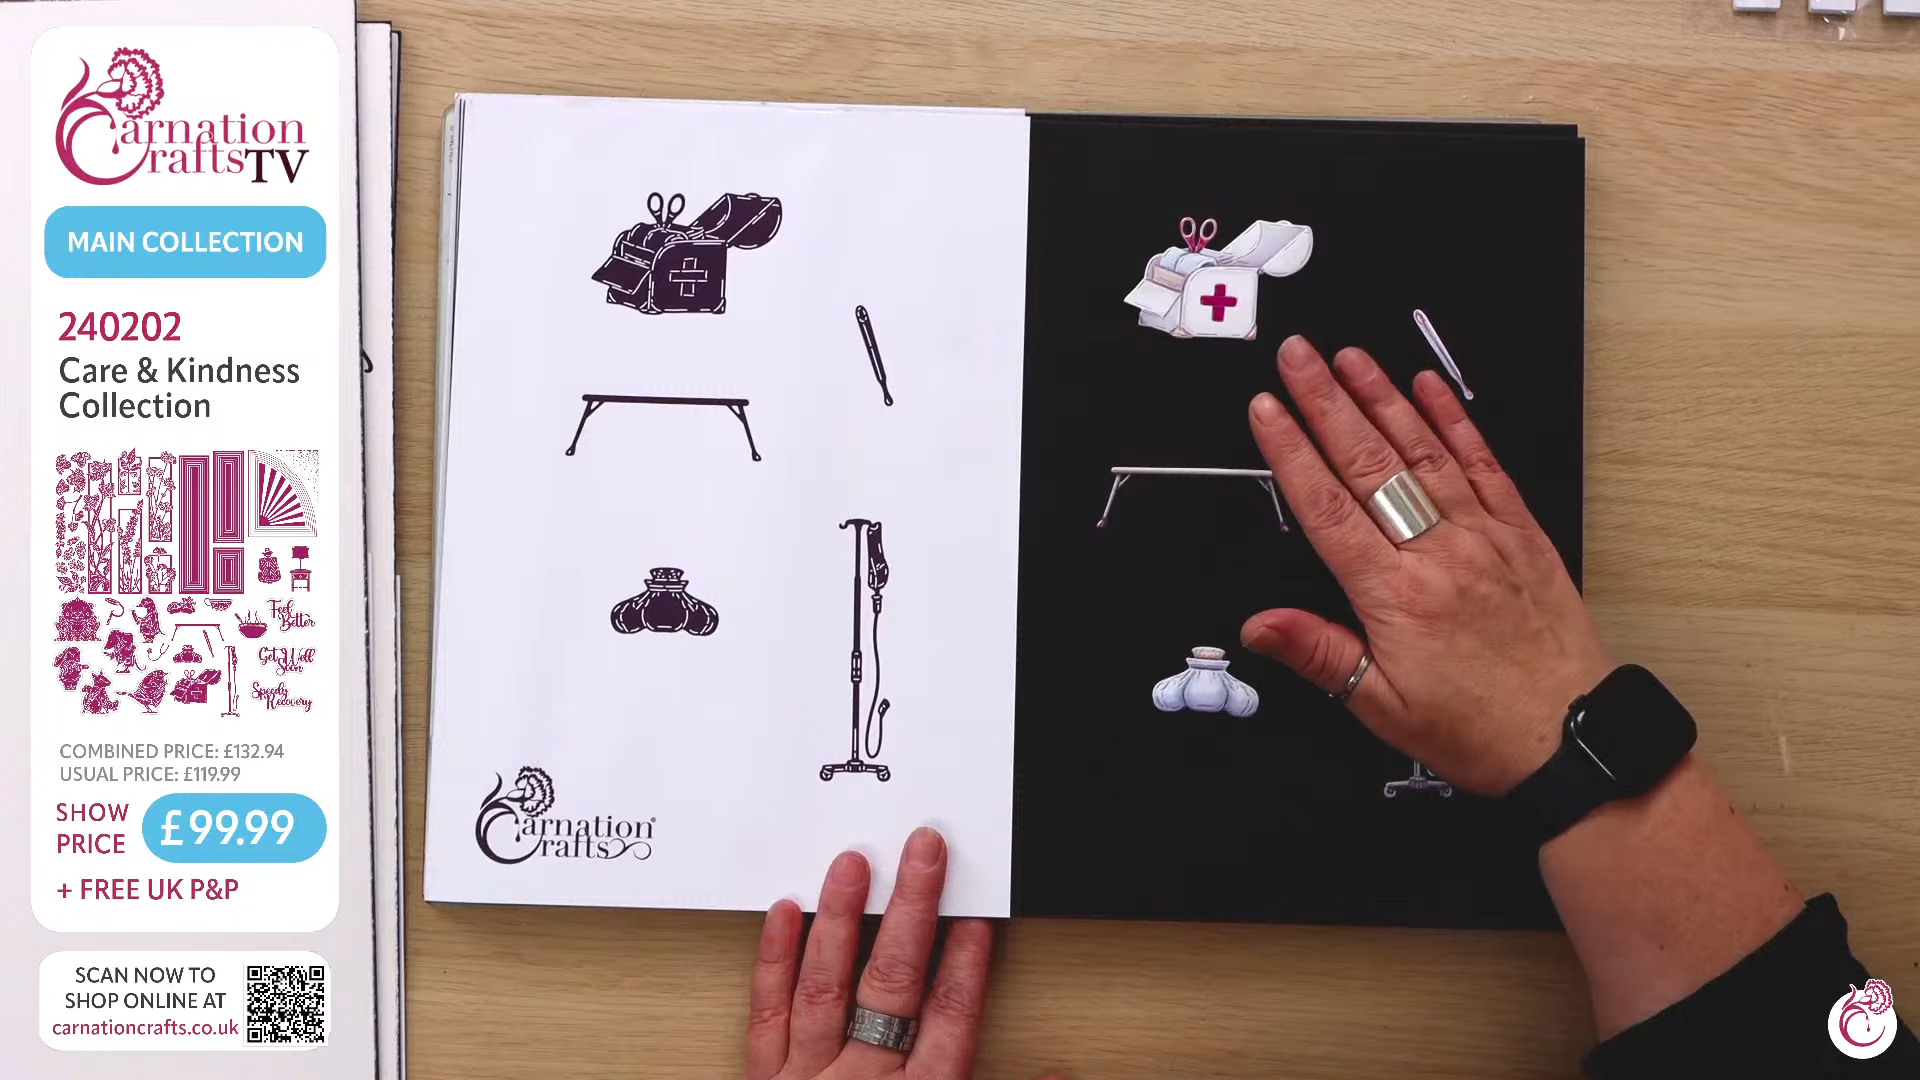 Carnation
Crafts TV
MAIN COLLECTION
240202
Care & Kindness
Collection
Feel
Better
Get Well
Soon
Speedy
Recovery
COMBINED PRICE: £132.94
USUAL PRICE: £119.99
SHOW
PRICE
£99.99
+ FREE UK P&P
SCAN NOW TO
SHOP ONLINE AT
carnationcrafts.co.uk
Carnation®
Crafts